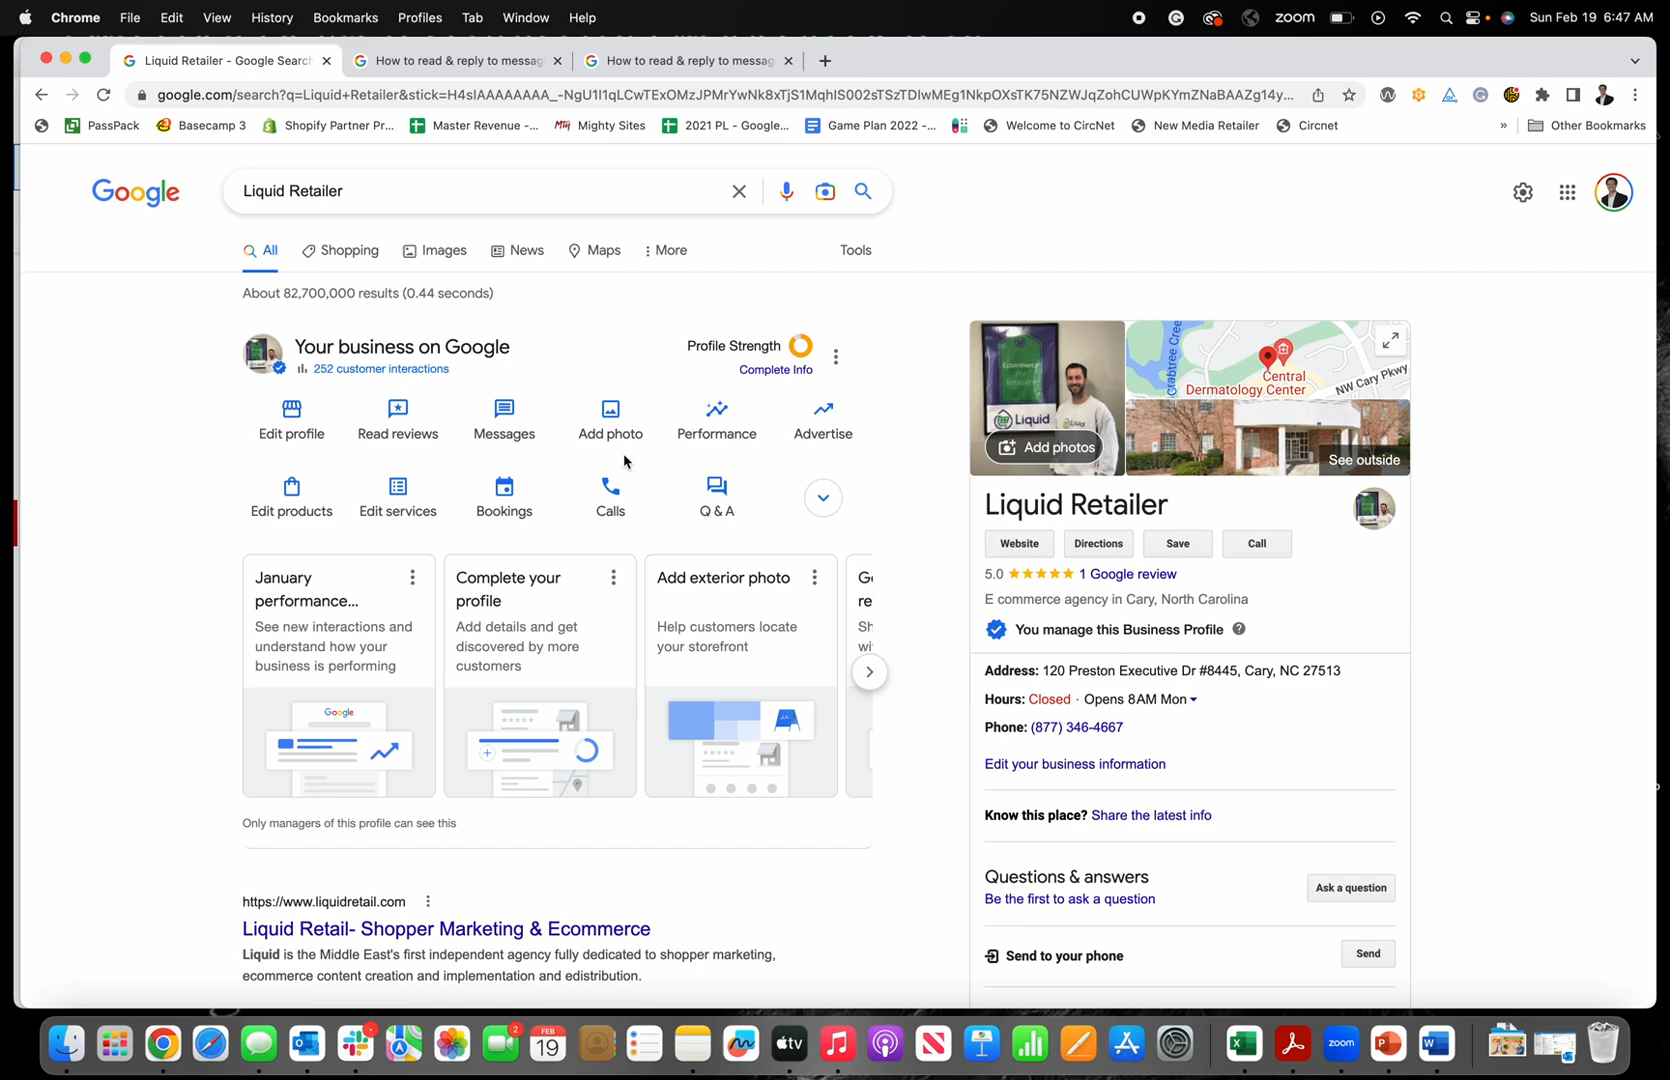 Chrome File Edit View History Bookmarks Profiles Tab Window Help
zoom Sun Feb 19 6:47 AM
Liquid Retailer - Google Search
How to read & reply to messag
How to read & reply to messag
google.com/search?q=Liquid+Retailer&stick=
PassPack Basecamp 3 Shopify Partner Pr... Master Revenue -... Mighty Sites 2021 PL - Google... Game Plan 2022 -... Welcome to CircNet New Media Retailer Circnet » Other Bookmarks
Google
Liquid Retailer
All Shopping Images News Maps More Tools
About 82,700,000 results (0.44 seconds)
Your business on Google
252 customer interactions
Profile Strength
Complete Info
Edit profile Read reviews Messages Add photo Performance Advertise
Edit products Edit services Bookings Calls Q & A
January
performance...
See new interactions and
understand how your
business is performing
Google
Complete your
profile
Add details and get
discovered by more
customers
Add exterior photo
Help customers locate
your storefront
Only managers of this profile can see this
https://www.liquidretail.com
Liquid Retail- Shopper Marketing & Ecommerce
Liquid is the Middle East's first independent agency fully dedicated to shopper marketing,
ecommerce content creation and implementation and edistribution.
Ecommerce
Liquid
Add photos
Crabtree Creek
Central
Dermatology Center
NW Cary Pkwy
See outside
Liquid Retailer
Website Directions Save Call
5.0 1 Google review
E commerce agency in Cary, North Carolina
You manage this Business Profile
Address: 120 Preston Executive Dr #8445, Cary, NC 27513
Hours: Closed · Opens 8AM Mon
Phone: (877) 346-4667
Edit your business information
Know this place? Share the latest info
Questions & answers
Be the first to ask a question
Ask a question
Send to your phone
Send
2
FEB
19
tv
zoom